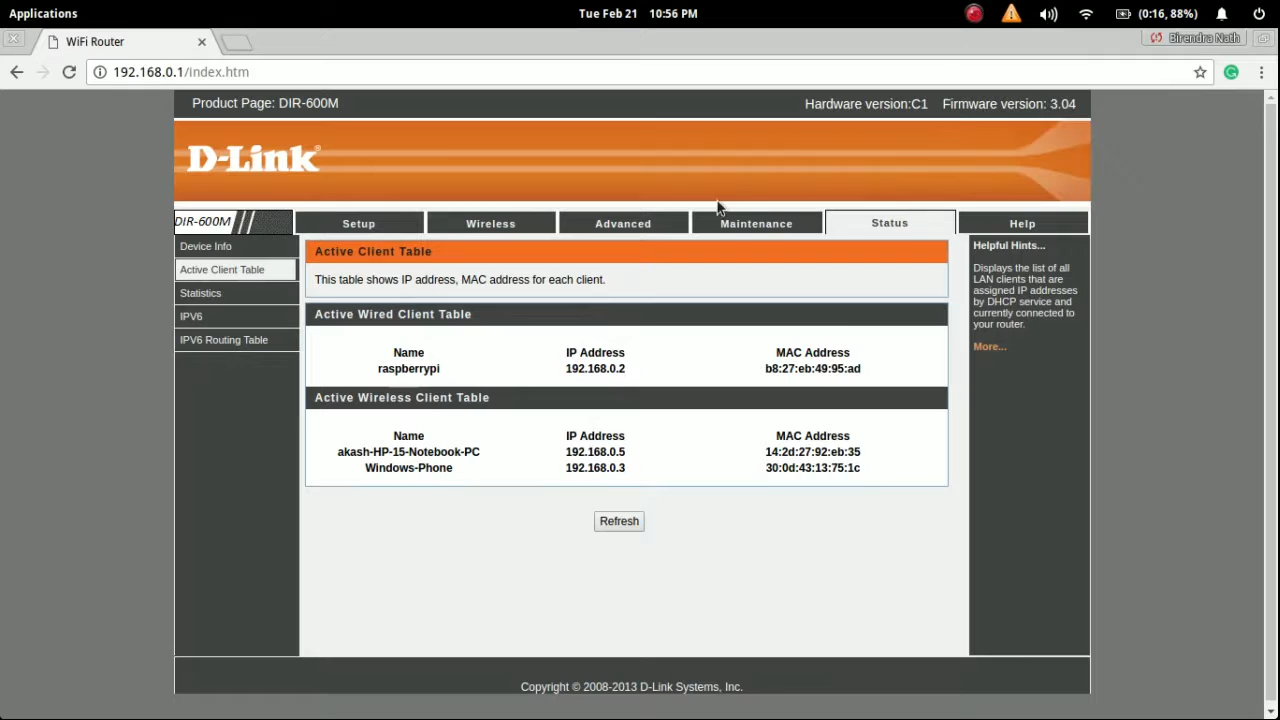 Applications
Tue Feb 21 10:56 PM
(0:16, 88%)
WiFi Router
Birendra Nath
192.168.0.1/index.htm
Product Page: DIR-600M
Hardware version:C1 Firmware version: 3.04
D-Link®
DIR-600M
Setup
Wireless
Advanced
Maintenance
Status
Help
Device Info
Active Client Table
Statistics
IPV6
IPV6 Routing Table
Active Client Table
This table shows IP address, MAC address for each client.
Active Wired Client Table
Name IP Address MAC Address
raspberrypi 192.168.0.2 b8:27:eb:49:95:ad
Active Wireless Client Table
Name IP Address MAC Address
akash-HP-15-Notebook-PC 192.168.0.5 14:2d:27:92:eb:35
Windows-Phone 192.168.0.3 30:0d:43:13:75:1c
Refresh
Helpful Hints...
Displays the list of all
LAN clients that are
assigned IP addresses
by DHCP service and
currently connected to
your router.
More...
Copyright © 2008-2013 D-Link Systems, Inc.